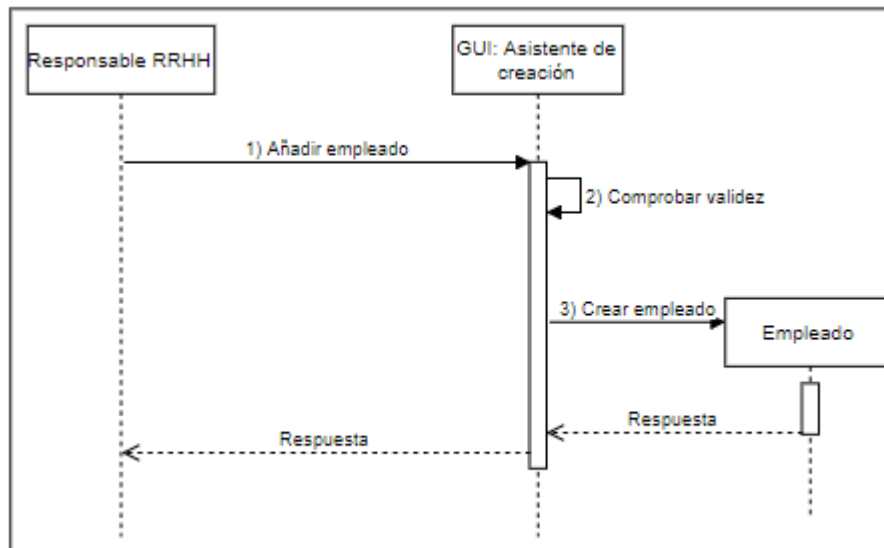 Responsable RRHH
GUI: Asistente de
creación
1) Añadir empleado
2) Comprobar validez
3) Crear empleado
Empleado
Respuesta
Respuesta